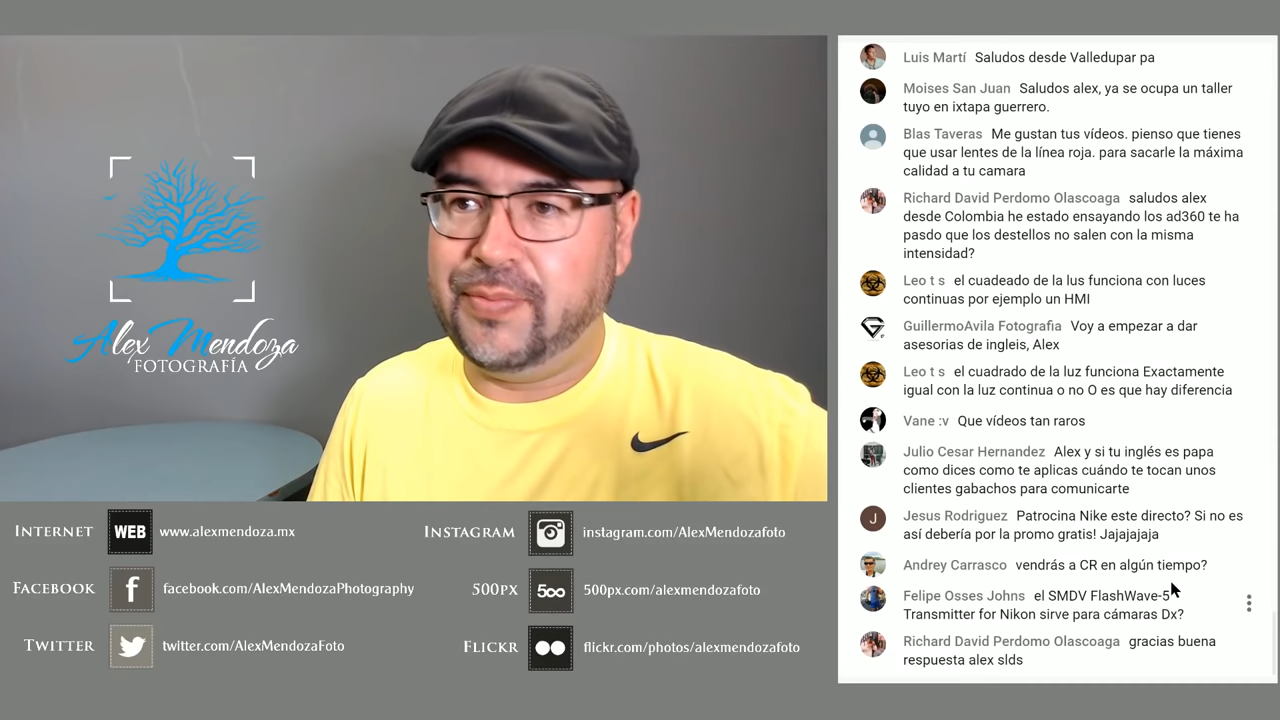 Alex Mendoza
FOTOGRAFÍA
INTERNET
WEB
www.alexmendoza.mx
FACEBOOK
f
facebook.com/AlexMendozaPhotography
TWITTER
twitter.com/AlexMendozaFoto
INSTAGRAM
instagram.com/AlexMendozafoto
500PX
500
500px.com/alexmendozafoto
FLICKR
flickr.com/photos/alexmendozafoto
Luis Martí Saludos desde Valledupar pa
Moises San Juan Saludos alex, ya se ocupa un taller
tuyo en ixtapa guerrero.
Blas Taveras Me gustan tus vídeos. pienso que tienes
que usar lentes de la línea roja. para sacarle la máxima
calidad a tu camara
Richard David Perdomo Olascoaga saludos alex
desde Colombia he estado ensayando los ad360 te ha
pasdo que los destellos no salen con la misma
intensidad?
Leo t s el cuadeado de la lus funciona con luces
continuas por ejemplo un HMI
GuillermoAvila Fotografia Voy a empezar a dar
asesorias de ingleis, Alex
Leo t s el cuadrado de la luz funciona Exactamente
igual con la luz continua o no O es que hay diferencia
Vane :v Que vídeos tan raros
Julio Cesar Hernandez Alex y si tu inglés es papa
como dices como te aplicas cuándo te tocan unos
clientes gabachos para comunicarte
J
Jesus Rodriguez Patrocina Nike este directo? Si no es
así debería por la promo gratis! Jajajajaja
Andrey Carrasco vendrás a CR en algún tiempo?
Felipe Osses Johns el SMDV FlashWave-5
Transmitter for Nikon sirve para cámaras Dx?
Richard David Perdomo Olascoaga gracias buena
respuesta alex slds